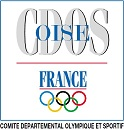 CDOS
OISE
FRANCE
COMITE DEPARTEMENTAL OLYMPIQUE ET SPORTIF